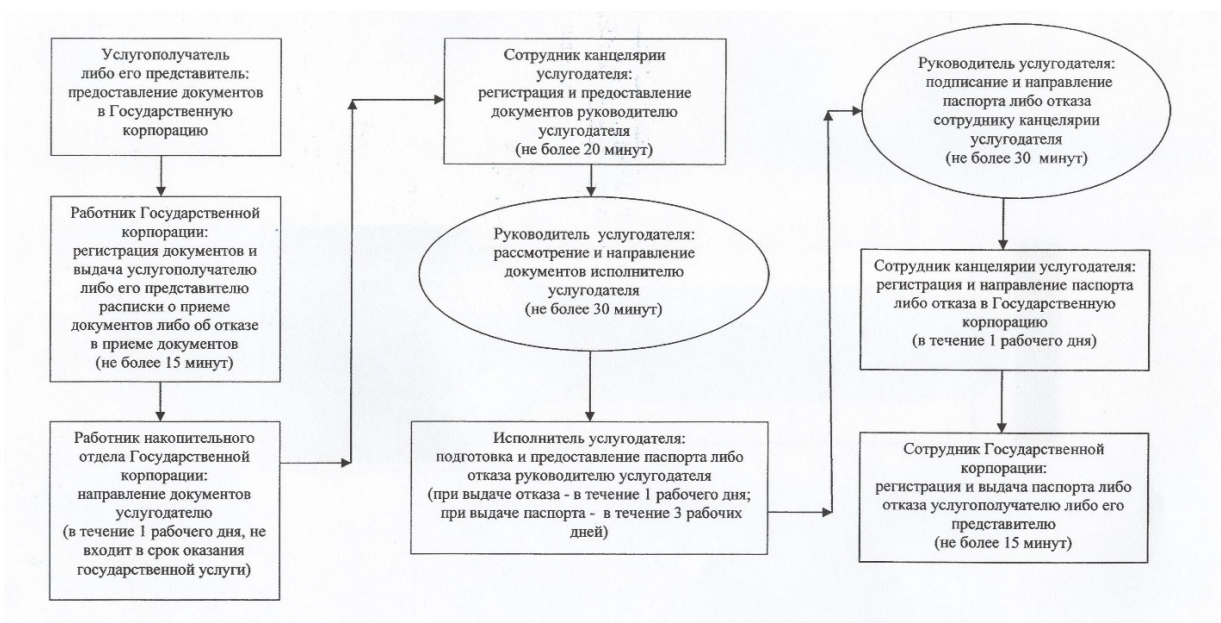 Услугополучатель
либо его представитель:
предоставление документов
в Государственную
корпорацию
Работник Государственной
корпорации:
регистрация документов и
выдача услугополучателю
либо его представителю
расписки о приеме
документов либо об отказе
в приеме документов
(не более 15 минут)
Работник накопительного
отдела Государственной
корпорации:
направление документов
услугодателю
(в течение 1 рабочего дня, не
входит в срок оказания
государственной услуги)
Сотрудник канцелярии
услугодателя:
регистрация и предоставление
документов руководителю
услугодателя
(не более 20 минут)
Руководитель услугодателя:
рассмотрение и направление
документов исполнителю
услугодателя
(не более 30 минут)
Исполнитель услугодателя:
подготовка и предоставление паспорта либо
отказа руководителю услугодателя
(при выдаче отказа - в течение 1 рабочего дня;
при выдаче паспорта - в течение 3 рабочих
дней)
Руководитель услугодателя:
подписание и направление
паспорта либо отказа
сотруднику канцелярии
услугодателя
(не более 30 минут)
Сотрудник канцелярии услугодателя:
регистрация и направление паспорта
либо отказа в Государственную
корпорацию
(в течение 1 рабочего дня)
Сотрудник Государственной
корпорации:
регистрация и выдача паспорта либо
отказа услугополучателю либо его
представителю
(не более 15 минут)